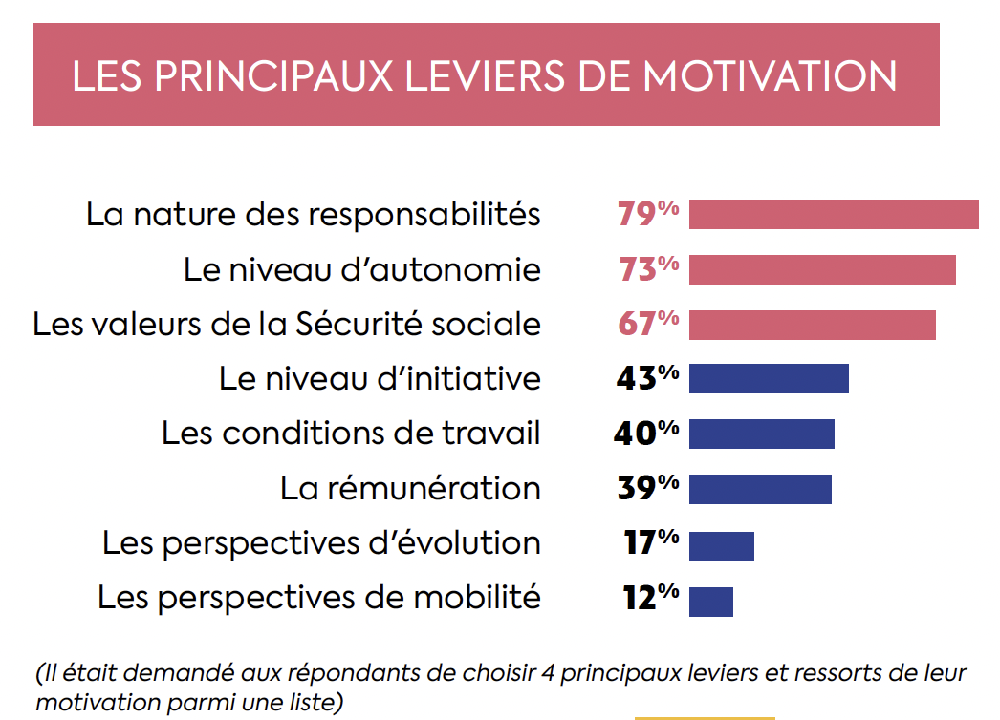 LES PRINCIPAUX LEVIERS DE MOTIVATION
La nature des responsabilités 79%
Le niveau d'autonomie 73%
Les valeurs de la Sécurité sociale 67%
Le niveau d'initiative 43%
Les conditions de travail 40%
La rémunération 39%
Les perspectives d'évolution 17%
Les perspectives de mobilité 12%
(Il était demandé aux répondants de choisir 4 principaux leviers et ressorts de leur
motivation parmi une liste)